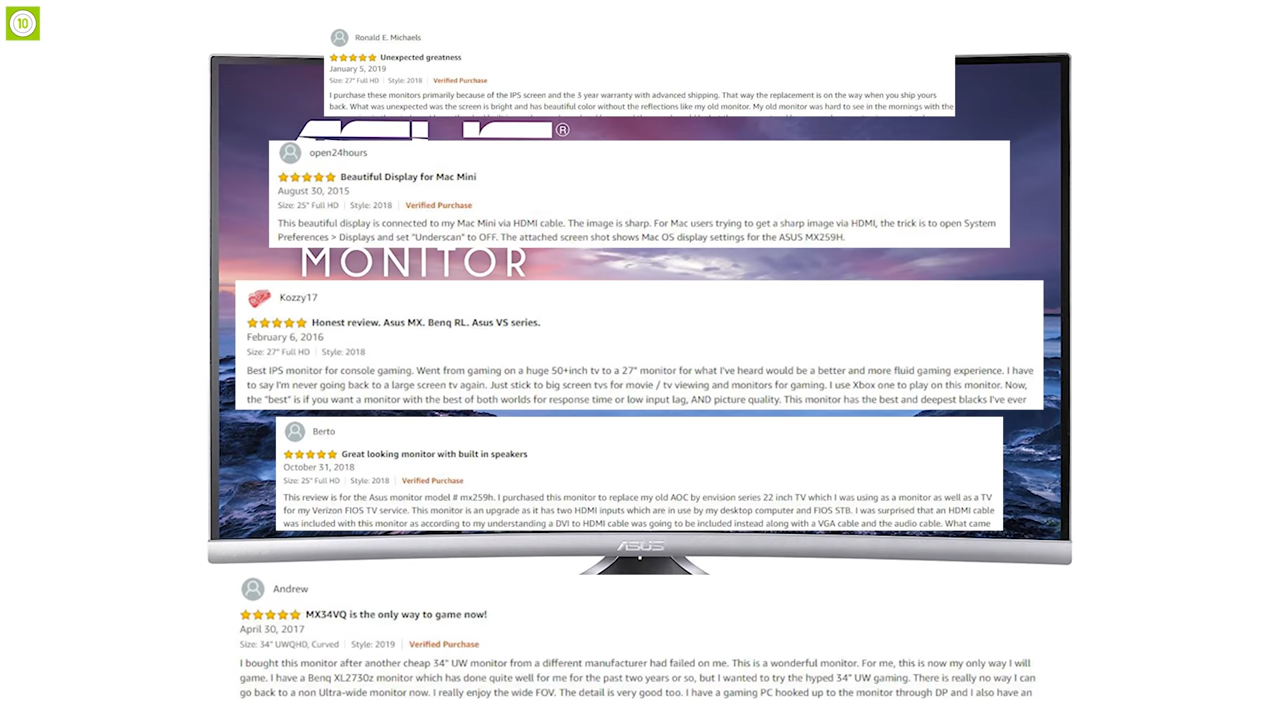 10
Ronald E. Michaels
Unexpected greatness
January 5, 2019
Size: 27" Full HD | Style: 2018 | Verified Purchase
I purchase these monitors primarily because of the IPS screen and the 3 year warranty with advanced shipping. That way the replacement is on the way when you ship yours
back. What was unexpected was the screen is bright and has beautiful color without the reflections like my old monitor. My old monitor was hard to see in the mornings with the
®
open24hours
Beautiful Display for Mac Mini
August 30, 2015
Size: 25" Full HD | Style: 2018 | Verified Purchase
This beautiful display is connected to my Mac Mini via HDMI cable. The image is sharp. For Mac users trying to get a sharp image via HDMI, the trick is to open System
Preferences > Displays and set "Underscan" to OFF. The attached screen shot shows Mac OS display settings for the ASUS MX259H.
MONITOR
Kozzy17
Honest review. Asus MX. Benq RL. Asus VS series.
February 6, 2016
Size: 27" Full HD | Style: 2018
Best IPS monitor for console gaming. Went from gaming on a huge 50+inch tv to a 27" monitor for what I've heard would be a better and more fluid gaming experience. I have
to say I'm never going back to a large screen tv again. Just stick to big screen tvs for movie / tv viewing and monitors for gaming. I use Xbox one to play on this monitor. Now,
the "best" is if you want a monitor with the best of both worlds for response time or low input lag, AND picture quality. This monitor has the best and deepest blacks I've ever
Berto
Great looking monitor with built in speakers
October 31, 2018
Size: 25" Full HD | Style: 2018 | Verified Purchase
This review is for the Asus monitor model # mx259h. I purchased this monitor to replace my old AOC by envision series 22 inch TV which I was using as a monitor as well as a TV
for my Verizon FIOS TV service. This monitor is an upgrade as it has two HDMI inputs which are in use by my desktop computer and FIOS STB. I was surprised that an HDMI cable
was included with this monitor as according to my understanding a DVI to HDMI cable was going to be included instead along with a VGA cable and the audio cable. What came
ASUS
Andrew
MX34VQ is the only way to game now!
April 30, 2017
Size: 34" UWQHD, Curved | Style: 2019 | Verified Purchase
I bought this monitor after another cheap 34" UW monitor from a different manufacturer had failed on me. This is a wonderful monitor. For me, this is now my only way I will
game. I have a Benq XL2730z monitor which has done quite well for me for the past two years or so, but I wanted to try the hyped 34" UW gaming. There is really no way I can
go back to a non Ultra-wide monitor now. I really enjoy the wide FOV. The detail is very good too. I have a gaming PC hooked up to the monitor through DP and I also have an